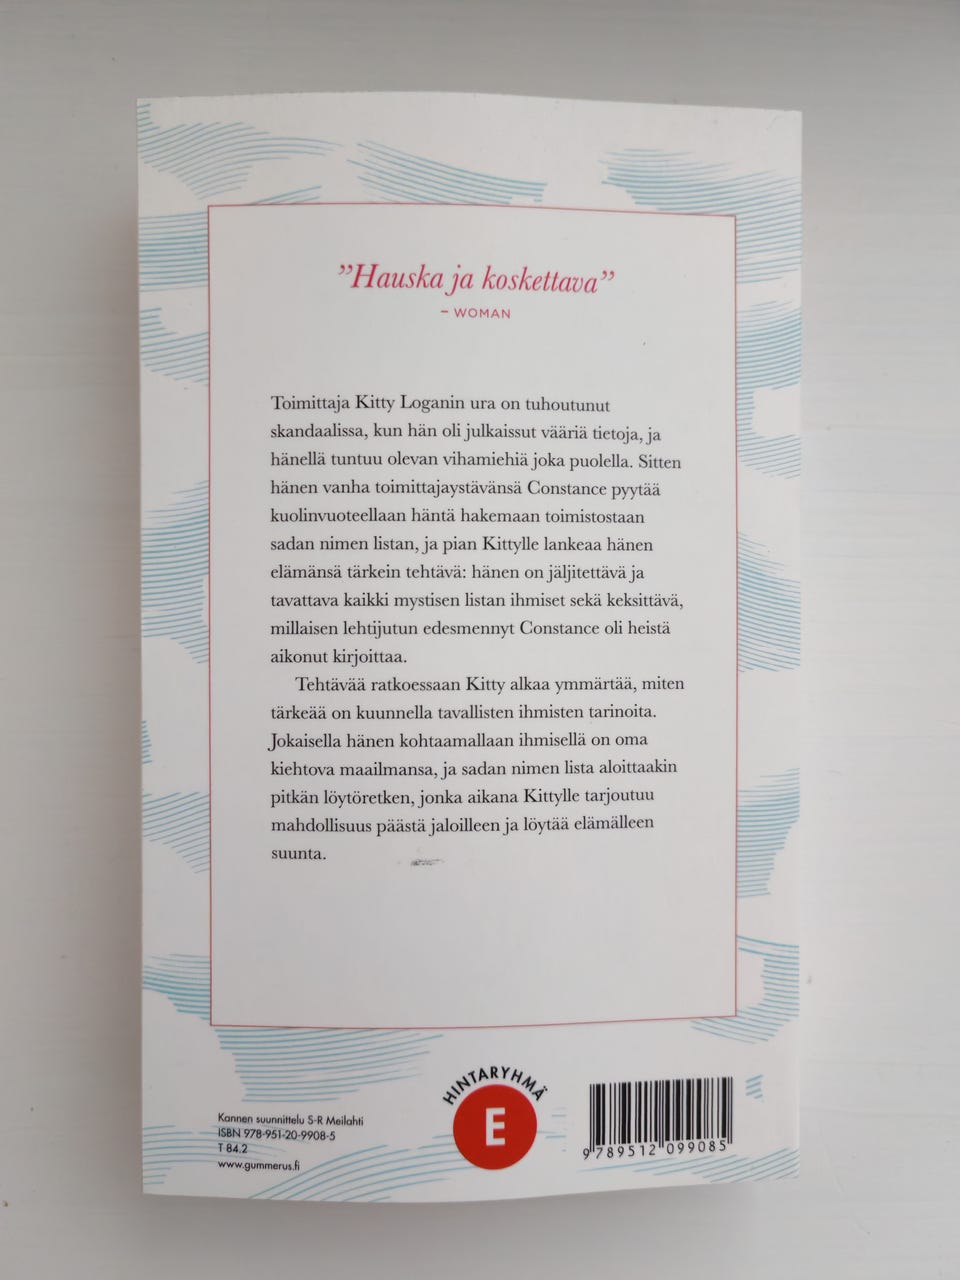 ”Hauska ja koskettava”
– WOMAN
Toimittaja Kitty Loganin ura on tuhoutunut
skandaalissa, kun hän oli julkaissut vääriä tietoja, ja
hänellä tuntuu olevan vihamiehiä joka puolella. Sitten
hänen vanha toimittajaystävänsä Constance pyytää
kuolinvuoteellaan häntä hakemaan toimistostaan
sadan nimen listan, ja pian Kittylle lankeaa hänen
elämänsä tärkein tehtävä: hänen on jäljitettävä ja
tavattava kaikki mystisen listan ihmiset sekä keksittävä,
millaisen lehtijutun edesmennyt Constance oli heistä
aikonut kirjoittaa.
Tehtävää ratkoessaan Kitty alkaa ymmärtää, miten
tärkeää on kuunnella tavallisten ihmisten tarinoita.
Jokaisella hänen kohtaamallaan ihmisellä on oma
kiehtova maailmansa, ja sadan nimen lista aloittaakin
pitkän löytöretken, jonka aikana Kittylle tarjoutuu
mahdollisuus päästä jaloilleen ja löytää elämälleen
suunta.
Kannen suunnittelu S-R Meilahti
ISBN 978-951-20-9908-5
T 84.2
www.gummerus.fi
HINTARYHMÄ
E
9 789512 099085